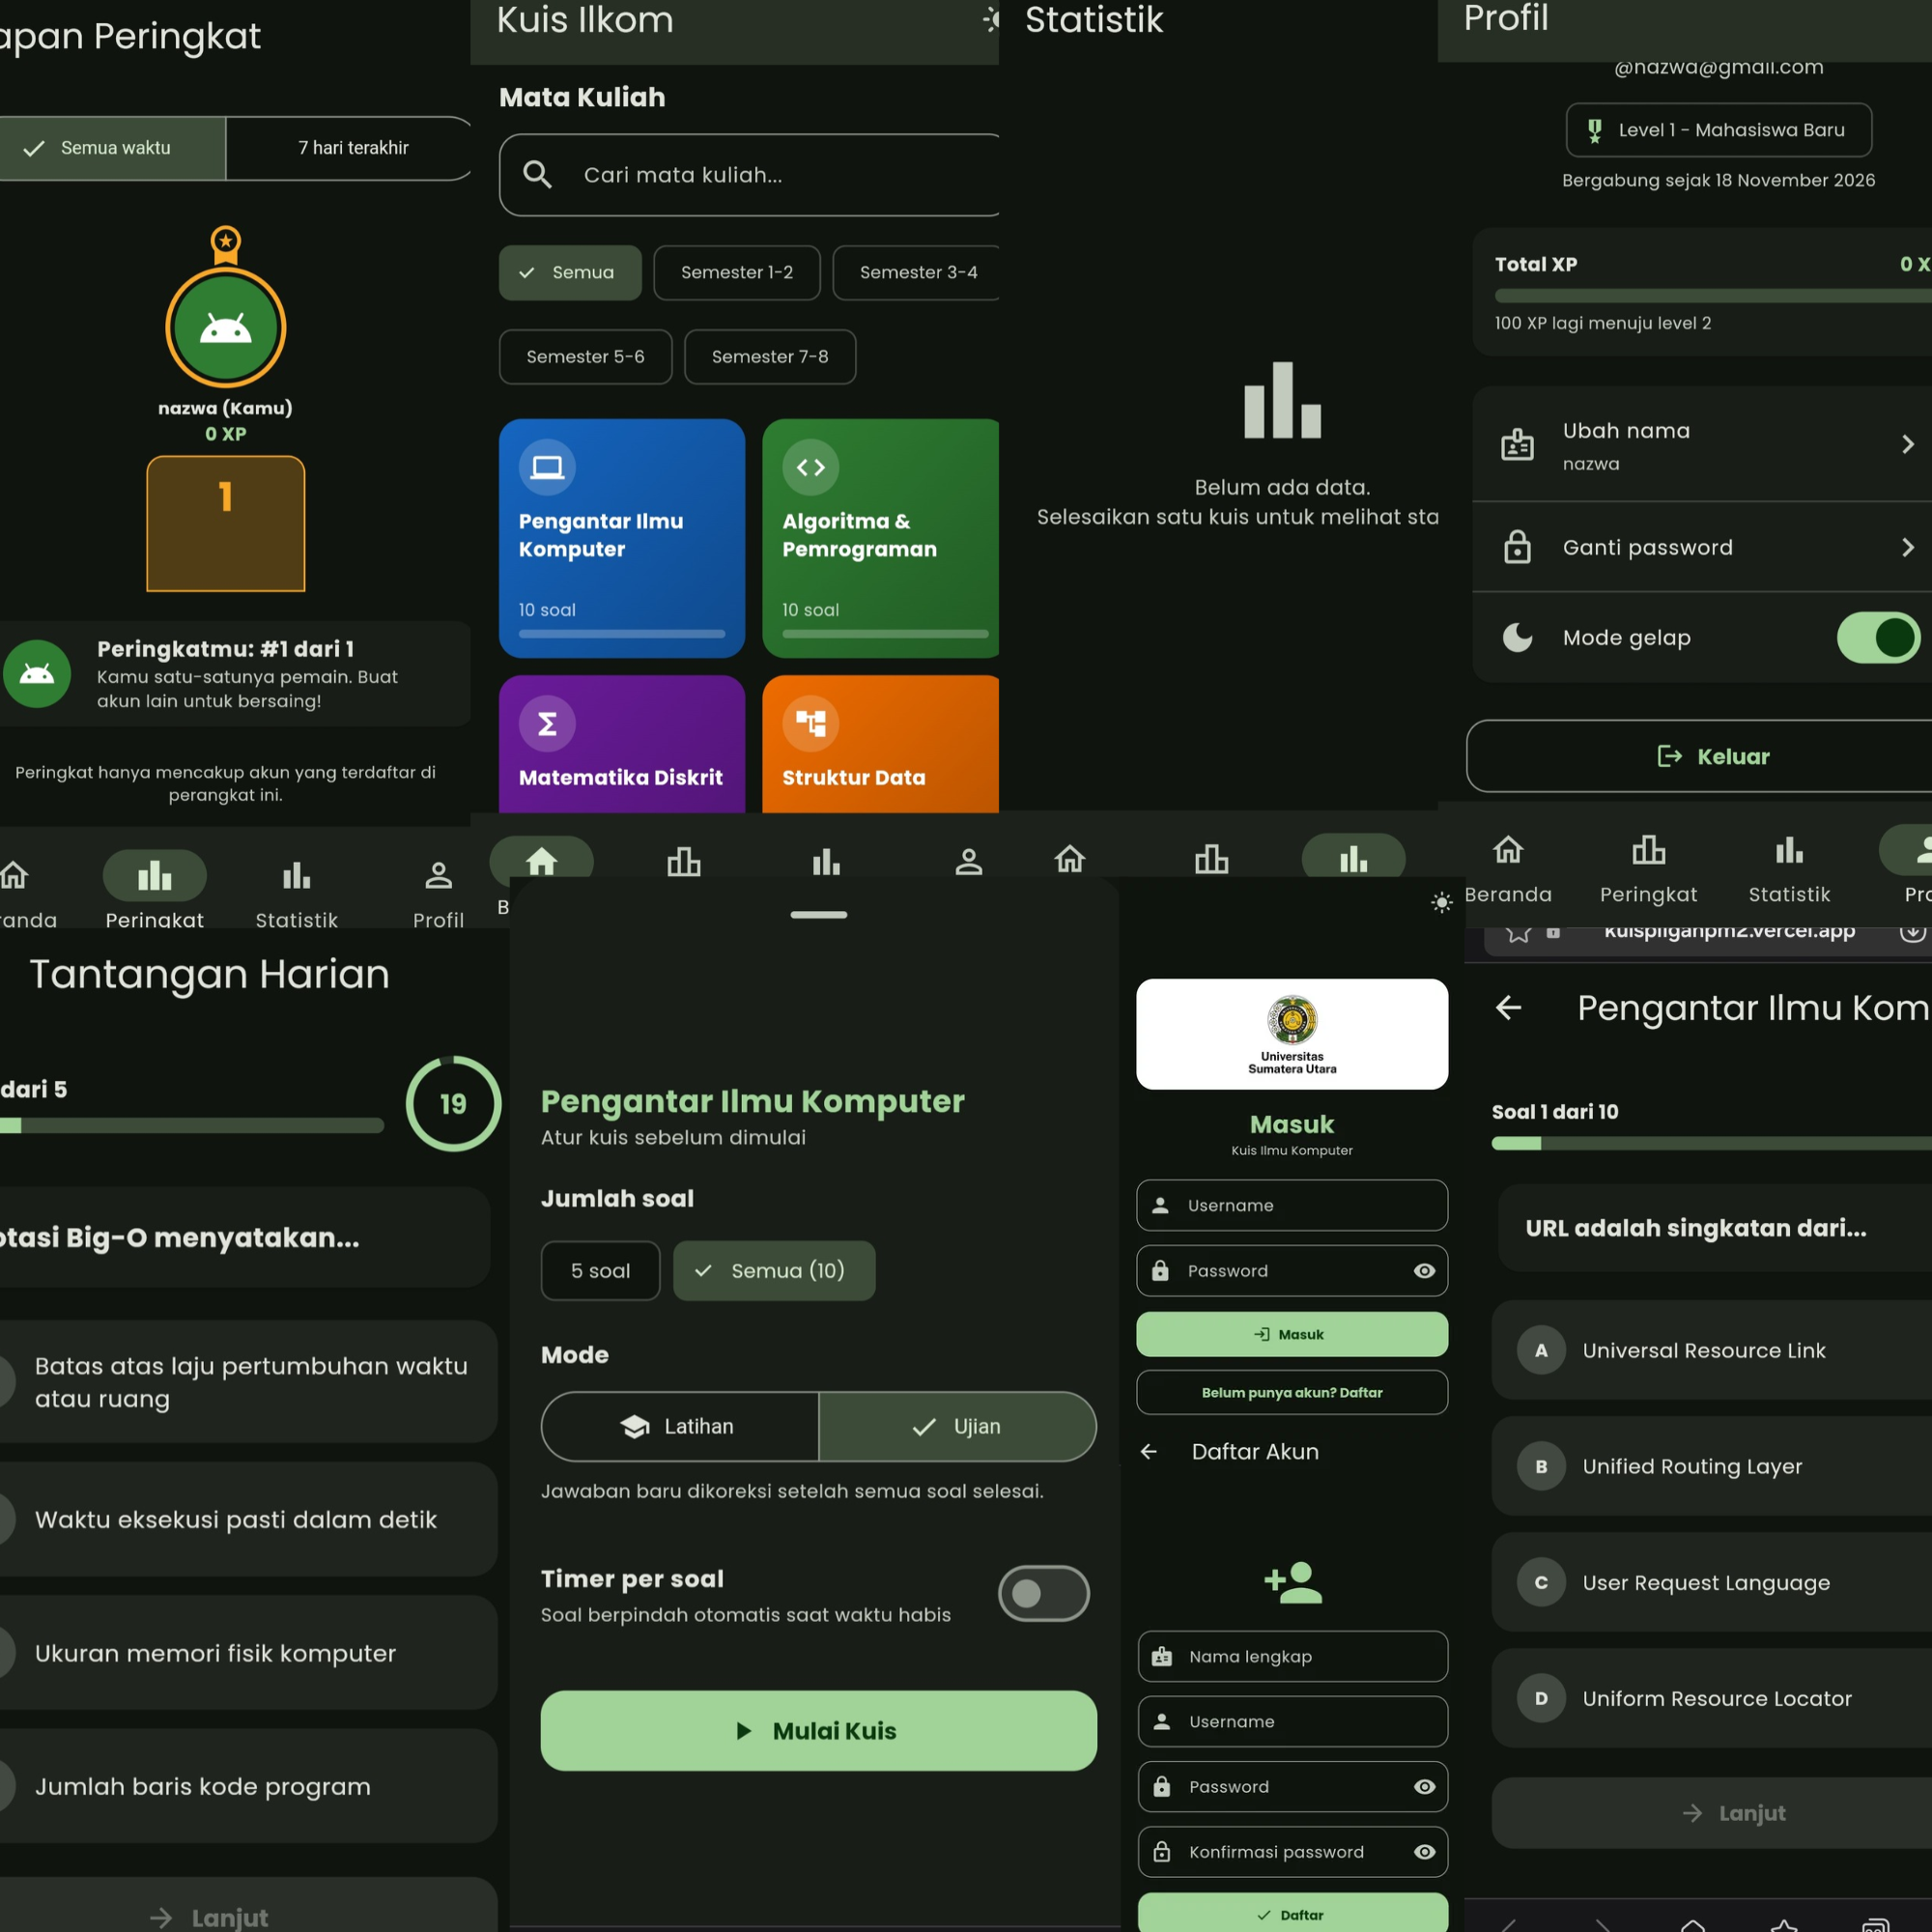 apan Peringkat
Semua waktu
7 hari terakhir
nazwa (Kamu)
0 XP
1
Peringkatmu: #1 dari 1
Kamu satu-satunya pemain. Buat
akun lain untuk bersaing!
Peringkat hanya mencakup akun yang terdaftar di
perangkat ini.
anda
Peringkat
Statistik
Profil
Kuis Ilkom
Mata Kuliah
Cari mata kuliah...
Semua
Semester 1-2
Semester 3-4
Semester 5-6
Semester 7-8
Pengantar Ilmu
Komputer
10 soal
Algoritma &
Pemrograman
10 soal
Matematika Diskrit
Struktur Data
B
Statistik
Belum ada data.
Selesaikan satu kuis untuk melihat sta
Profil
@nazwa@gmail.com
Level 1 - Mahasiswa Baru
Bergabung sejak 18 November 2026
Total XP
0 X
100 XP lagi menuju level 2
Ubah nama
nazwa
Ganti password
Mode gelap
Keluar
Beranda
Peringkat
Statistik
Pro
Tantangan Harian
dari 5
19
otasi Big-O menyatakan...
Batas atas laju pertumbuhan waktu
atau ruang
Waktu eksekusi pasti dalam detik
Ukuran memori fisik komputer
Jumlah baris kode program
Lanjut
Pengantar Ilmu Komputer
Atur kuis sebelum dimulai
Jumlah soal
5 soal
Semua (10)
Mode
Latihan
Ujian
Jawaban baru dikoreksi setelah semua soal selesai.
Timer per soal
Soal berpindah otomatis saat waktu habis
Mulai Kuis
Universitas
Sumatera Utara
Masuk
Kuis Ilmu Komputer
Username
Password
Masuk
Belum punya akun? Daftar
Daftar Akun
Nama lengkap
Username
Password
Konfirmasi password
Daftar
kuispilganpm2.vercel.app
Pengantar Ilmu Kom
Soal 1 dari 10
URL adalah singkatan dari...
A Universal Resource Link
B Unified Routing Layer
C User Request Language
D Uniform Resource Locator
Lanjut